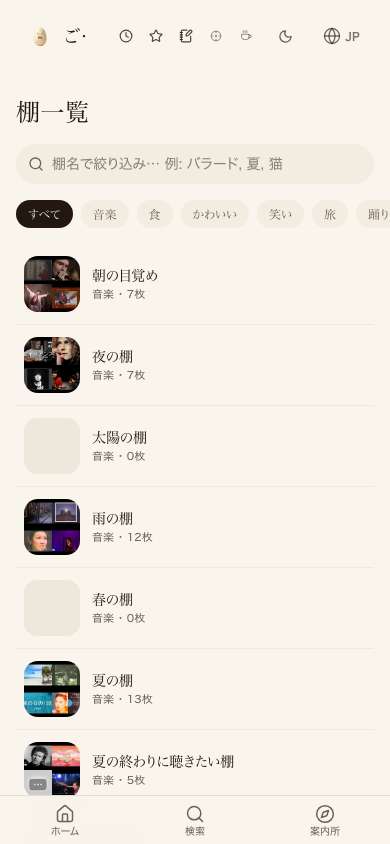 ご・
JP
棚一覧
棚名で絞り込み… 例: バラード, 夏, 猫
すべて
音楽
食
かわいい
笑い
旅
踊り
朝の目覚め
音楽・7枚
夜の棚
音楽・7枚
太陽の棚
音楽・0枚
雨の棚
音楽・12枚
春の棚
音楽・0枚
夏の棚
音楽・13枚
夏の終わりに聴きたい棚
音楽・5枚
ホーム
検索
案内所